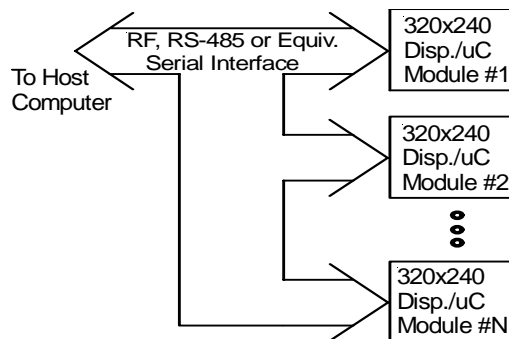 RF, RS-485 or Equiv.
Serial Interface
To Host
Computer
320x240
Disp./uC
Module #1
320x240
Disp./uC
Module #2
320x240
Disp./uC
Module #N